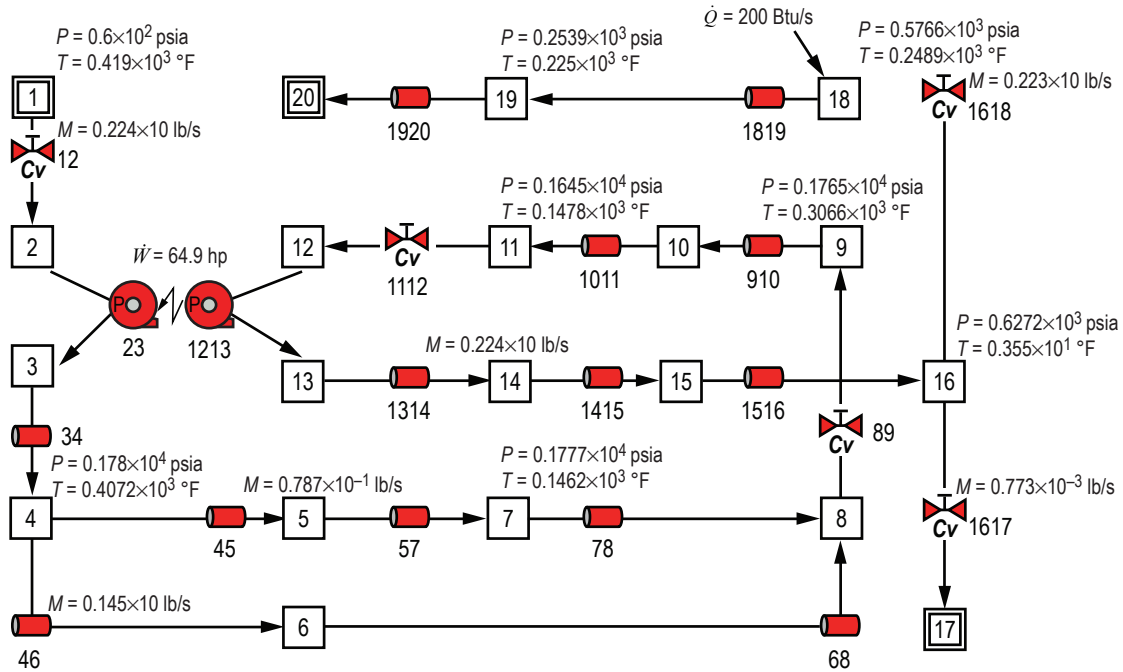 P = 0.6×10² psia
T = 0.419×10³ °F
1
M = 0.224×10 lb/s
Cv
12
2
20
1920
P = 0.2539×10³ psia
T = 0.225×10³ °F
19
1819
Q̇ = 200 Btu/s
18
P = 0.5766×10³ psia
T = 0.2489×10³ °F
M = 0.223×10 lb/s
Cv
1618
Ẇ = 64.9 hp
P
23
P
1213
12
Cv
1112
P = 0.1645×10⁴ psia
T = 0.1478×10³ °F
11
1011
10
910
P = 0.1765×10⁴ psia
T = 0.3066×10³ °F
9
3
34
13
1314
M = 0.224×10 lb/s
14
1415
15
1516
P = 0.6272×10³ psia
T = 0.355×10¹ °F
16
Cv
89
P = 0.178×10⁴ psia
T = 0.4072×10³ °F
4
45
M = 0.787×10⁻¹ lb/s
5
57
P = 0.1777×10⁴ psia
T = 0.1462×10³ °F
7
78
8
M = 0.773×10⁻³ lb/s
Cv
1617
M = 0.145×10 lb/s
46
6
68
17